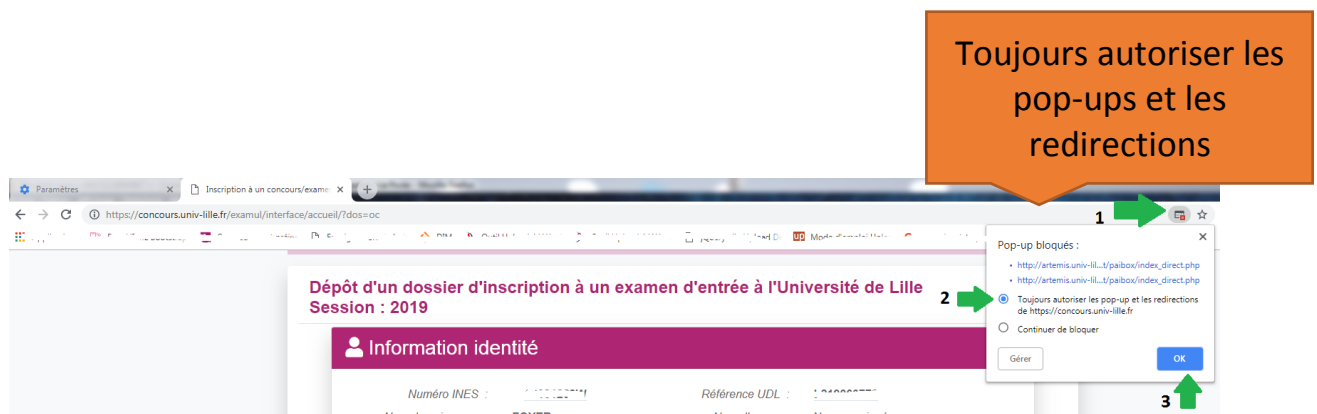 Toujours autoriser les
pop-ups et les
redirections
Paramètres
Inscription à un concours/exame
1
https://concours.univ-lille.fr/examul/interface/accueil/?dos=oc
Pop-up bloqués :
http://artemis.univ-lil...t/paibox/index_direct.php
http://artemis.univ-lil...t/paibox/index_direct.php
Dépôt d'un dossier d'inscription à un examen d'entrée à l'Université de Lille
Session : 2019
2
Toujours autoriser les pop-up et les redirections
de https://concours.univ-lille.fr
Continuer de bloquer
Information identité
Gérer
OK
Numéro INES :
Référence UDL :
3